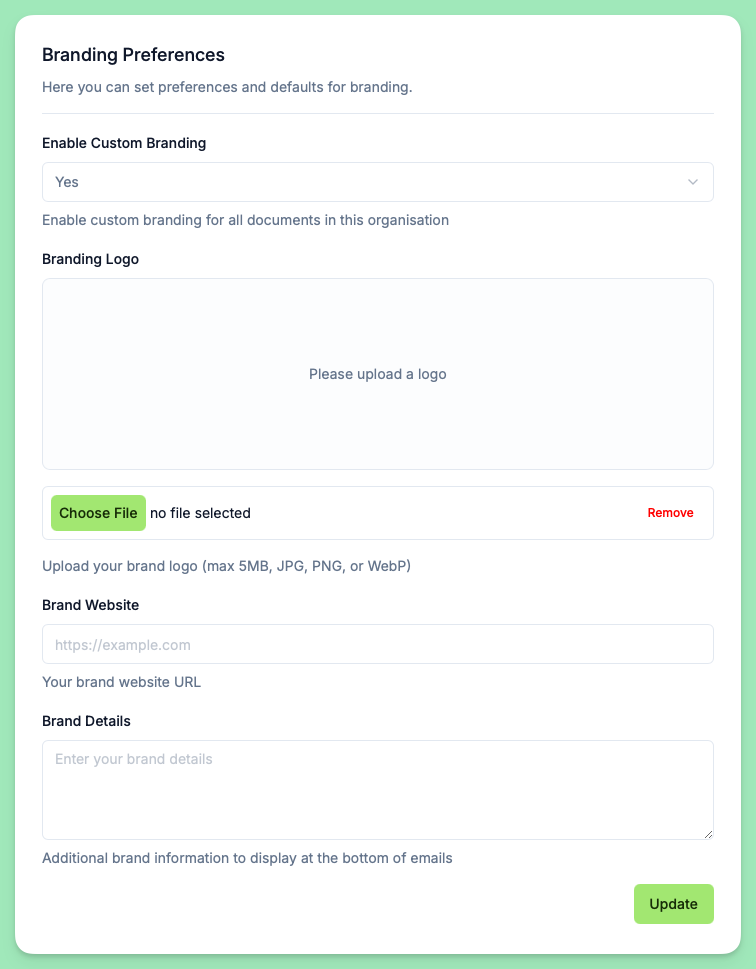 Branding Preferences
Here you can set preferences and defaults for branding.
Enable Custom Branding
Yes
Enable custom branding for all documents in this organisation
Branding Logo
Please upload a logo
Choose File no file selected
Remove
Upload your brand logo (max 5MB, JPG, PNG, or WebP)
Brand Website
https://example.com
Your brand website URL
Brand Details
Enter your brand details
Additional brand information to display at the bottom of emails
Update